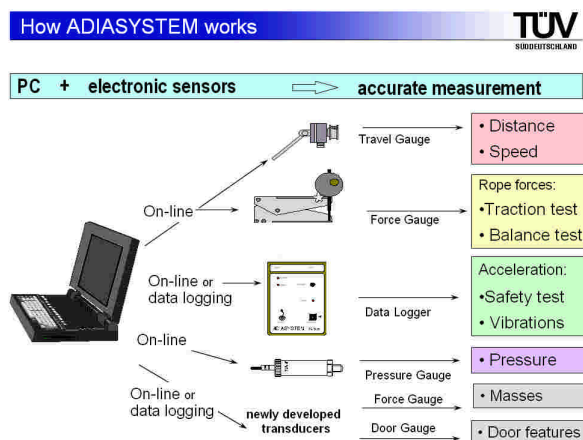 How ADIASYSTEM works
TÜV
SÜDDEUTSCHLAND
PC + electronic sensors accurate measurement
Travel Gauge
• Distance
• Speed
On-line
Force Gauge
Rope forces:
•Traction test
• Balance test
On-line or
data logging
ADIASYSTEM
Data Logger
Acceleration:
•Safety test
• Vibrations
On-line
Pressure Gauge
• Pressure
On-line or
data logging
newly developed
transducers
Force Gauge
• Masses
Door Gauge
• Door features